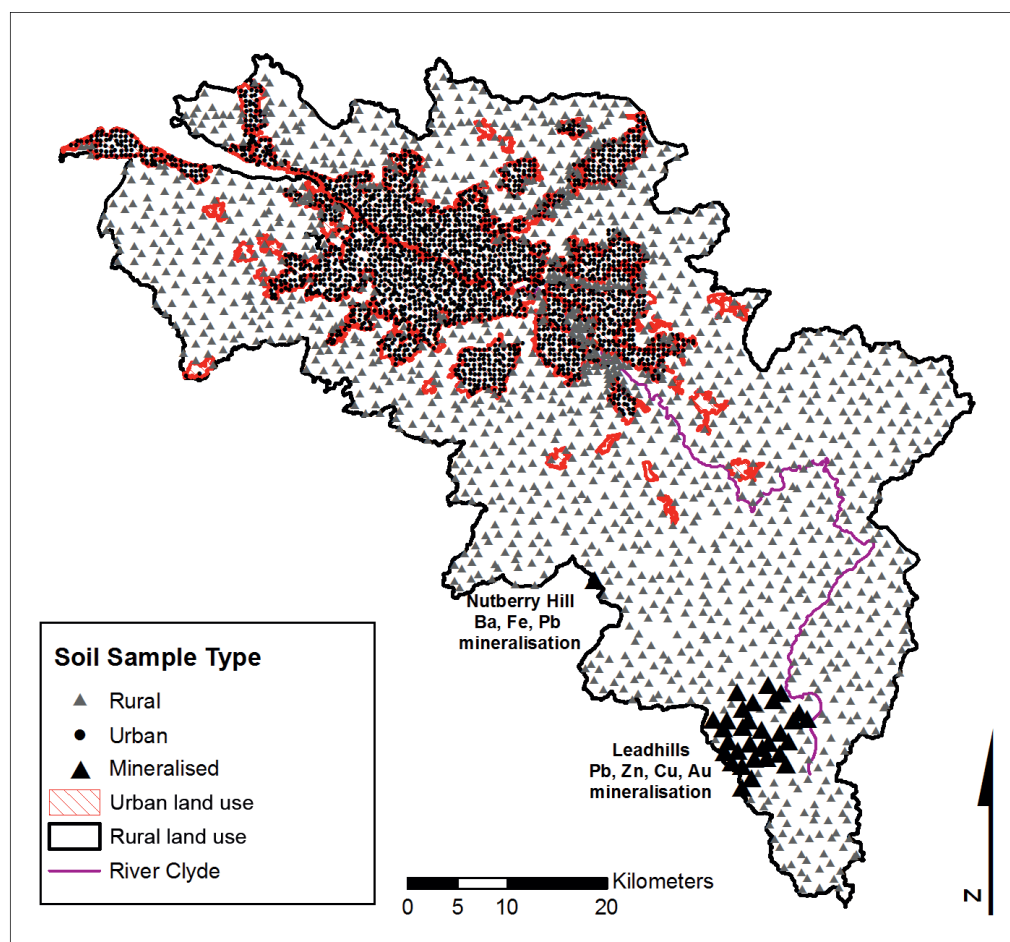 Nutberry Hill
Ba, Fe, Pb
mineralisation
Leadhills
Pb, Zn, Cu, Au
mineralisation
Soil Sample Type
Rural
Urban
Mineralised
Urban land use
Rural land use
River Clyde
Kilometers
0 5 10 20
N